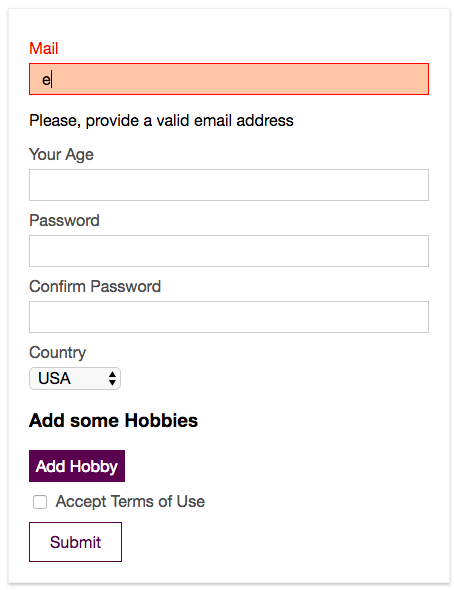 Mail
e
Please, provide a valid email address
Your Age
Password
Confirm Password
Country
USA
Add some Hobbies
Add Hobby
Accept Terms of Use
Submit